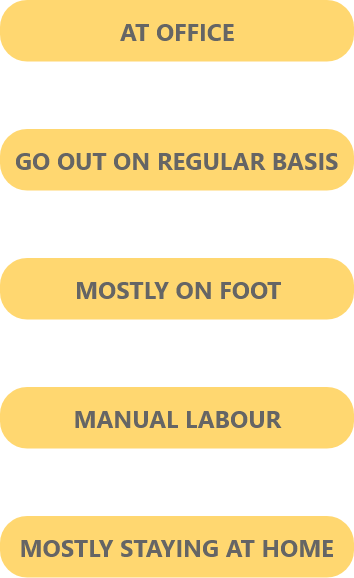 AT OFFICE
GO OUT ON REGULAR BASIS
MOSTLY ON FOOT
MANUAL LABOUR
MOSTLY STAYING AT HOME